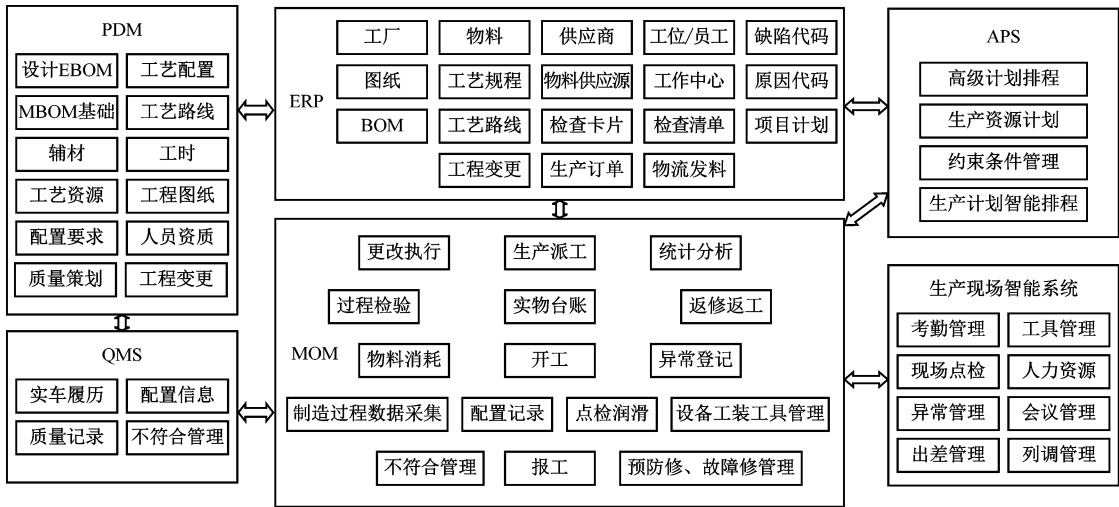 PDM
设计EBOM 工艺配置
MBOM基础 工艺路线
辅材 工时
工艺资源 工程图纸
配置要求 人员资质
质量策划 工程变更
QMS
实车履历 配置信息
质量记录 不符合管理
ERP
工厂 物料 供应商 工位/员工 缺陷代码
图纸 工艺规程 物料供应源 工作中心 原因代码
BOM 工艺路线 检查卡片 检查清单 项目计划
工程变更 生产订单 物流发料
MOM
更改执行 生产派工 统计分析
过程检验 实物台账 返修返工
物料消耗 开工 异常登记
制造过程数据采集 配置记录 点检润滑 设备工装工具管理
不符合管理 报工 预防修、故障修管理
APS
高级计划排程
生产资源计划
约束条件管理
生产计划智能排程
生产现场智能系统
考勤管理 工具管理
现场点检 人力资源
异常管理 会议管理
出差管理 列调管理